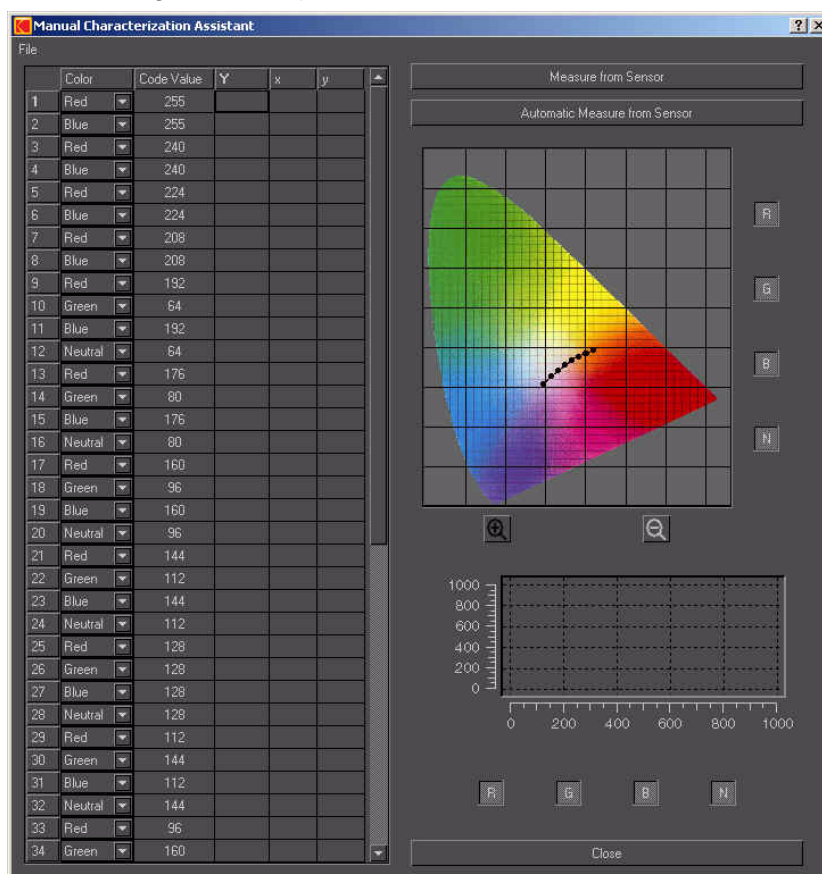 Manual Characterization Assistant
File
Color Code Value Y x y
1 Red 255
2 Blue 255
3 Red 240
4 Blue 240
5 Red 224
6 Blue 224
7 Red 208
8 Blue 208
9 Red 192
10 Green 64
11 Blue 192
12 Neutral 64
13 Red 176
14 Green 80
15 Blue 176
16 Neutral 80
17 Red 160
18 Green 96
19 Blue 160
20 Neutral 96
21 Red 144
22 Green 112
23 Blue 144
24 Neutral 112
25 Red 128
26 Green 128
27 Blue 128
28 Neutral 128
29 Red 112
30 Green 144
31 Blue 112
32 Neutral 144
33 Red 96
34 Green 160
Measure from Sensor
Automatic Measure from Sensor
R
G
B
N
1000
800
600
400
200
0
0 200 400 600 800 1000
R G B N
Close